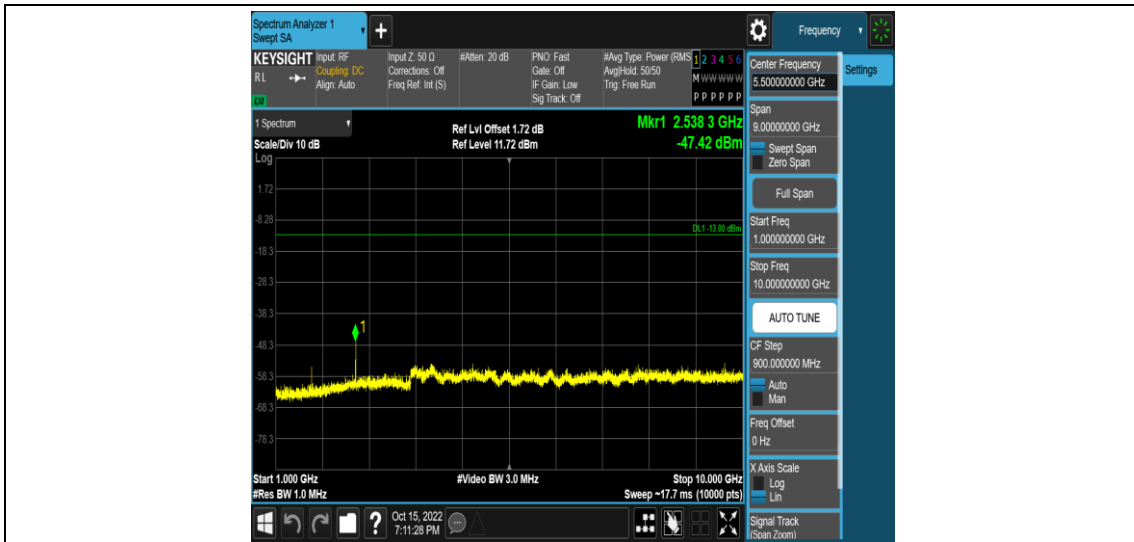 Spectrum Analyzer 1
Swept SA
+
Frequency
KEYSIGHT
RL
LXI
Input: RF
Coupling: DC
Align: Auto
Input Z: 50 Ω
Corrections: Off
Freq Ref: Int (S)
#Atten: 20 dB
PNO: Fast
Gate: Off
IF Gain: Low
Sig Track: Off
#Avg Type: Power (RMS
Avg|Hold: 50/50
Trig: Free Run
1 2 3 4 5 6
M W W W W W
P P P P P P
Center Frequency
5.500000000 GHz
Settings
Span
9.00000000 GHz
Swept Span
Zero Span
Full Span
Start Freq
1.000000000 GHz
Stop Freq
10.000000000 GHz
AUTO TUNE
CF Step
900.000000 MHz
Auto
Man
Freq Offset
0 Hz
X Axis Scale
Log
Lin
Signal Track
(Span Zoom)
1 Spectrum
Scale/Div 10 dB
Log
Ref Lvl Offset 1.72 dB
Ref Level 11.72 dBm
Mkr1 2.538 3 GHz
-47.42 dBm
1.72
-8.28
DL1 -13.00 dBm
-18.3
-28.3
-38.3
1
-48.3
-58.3
-68.3
-78.3
Start 1.000 GHz
#Res BW 1.0 MHz
#Video BW 3.0 MHz
Stop 10.000 GHz
Sweep ~17.7 ms (10000 pts)
?
Oct 15, 2022
7:11:28 PM